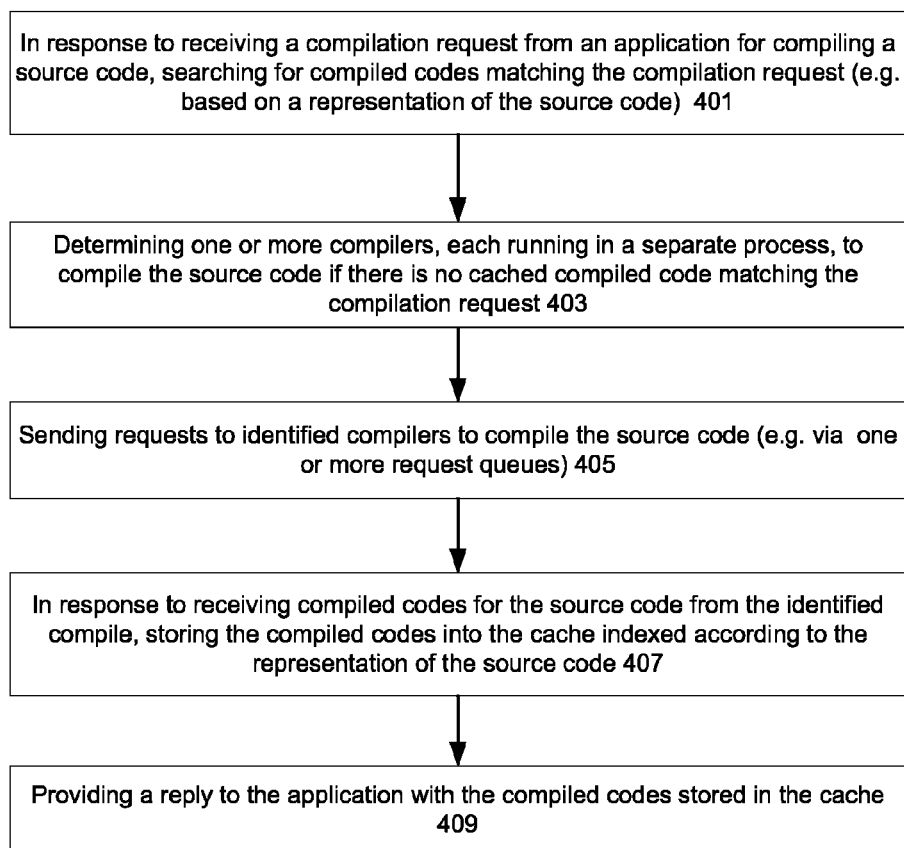 In response to receiving a compilation request from an application for compiling a
source code, searching for compiled codes matching the compilation request (e.g.
based on a representation of the source code) 401
Determining one or more compilers, each running in a separate process, to
compile the source code if there is no cached compiled code matching the
compilation request 403
Sending requests to identified compilers to compile the source code (e.g. via one
or more request queues) 405
In response to receiving compiled codes for the source code from the identified
compile, storing the compiled codes into the cache indexed according to the
representation of the source code 407
Providing a reply to the application with the compiled codes stored in the cache
409